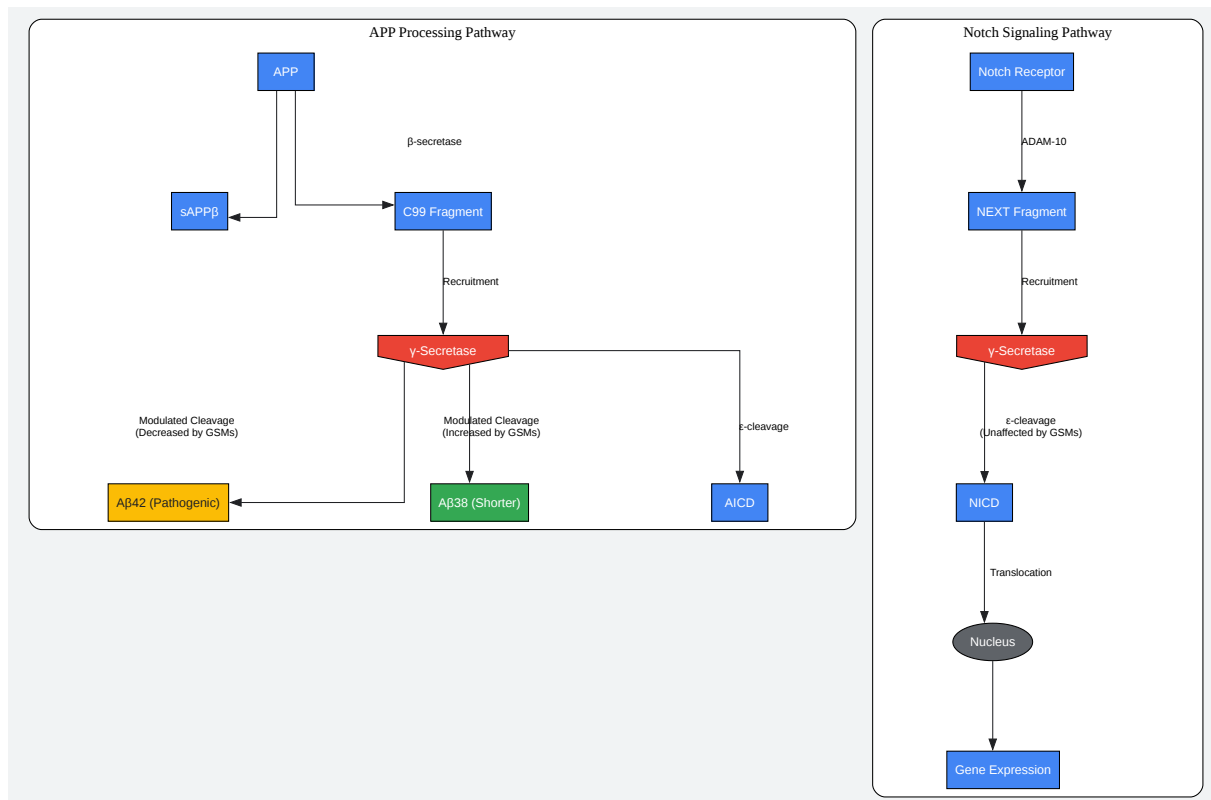 APP Processing Pathway
APP
β-secretase
sAPPβ
C99 Fragment
Recruitment
γ-Secretase
Modulated Cleavage
(Decreased by GSMs)
Modulated Cleavage
(Increased by GSMs)
ε-cleavage
Aβ42 (Pathogenic)
Aβ38 (Shorter)
AICD
Notch Signaling Pathway
Notch Receptor
ADAM-10
NEXT Fragment
Recruitment
γ-Secretase
ε-cleavage
(Unaffected by GSMs)
NICD
Translocation
Nucleus
Gene Expression